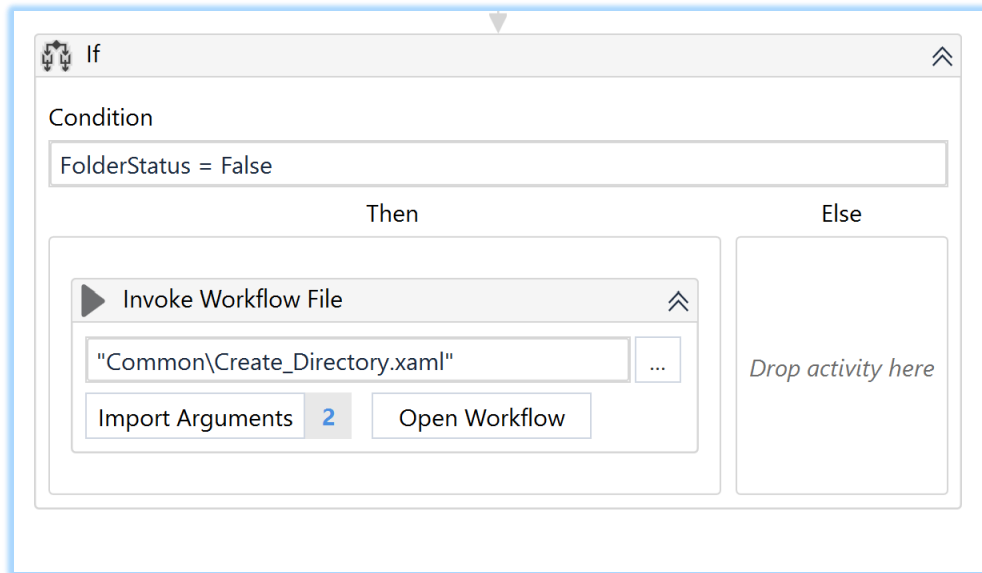 If
Condition
FolderStatus = False
Then
Else
Invoke Workflow File
"Common\Create_Directory.xaml"
...
Drop activity here
Import Arguments 2
Open Workflow